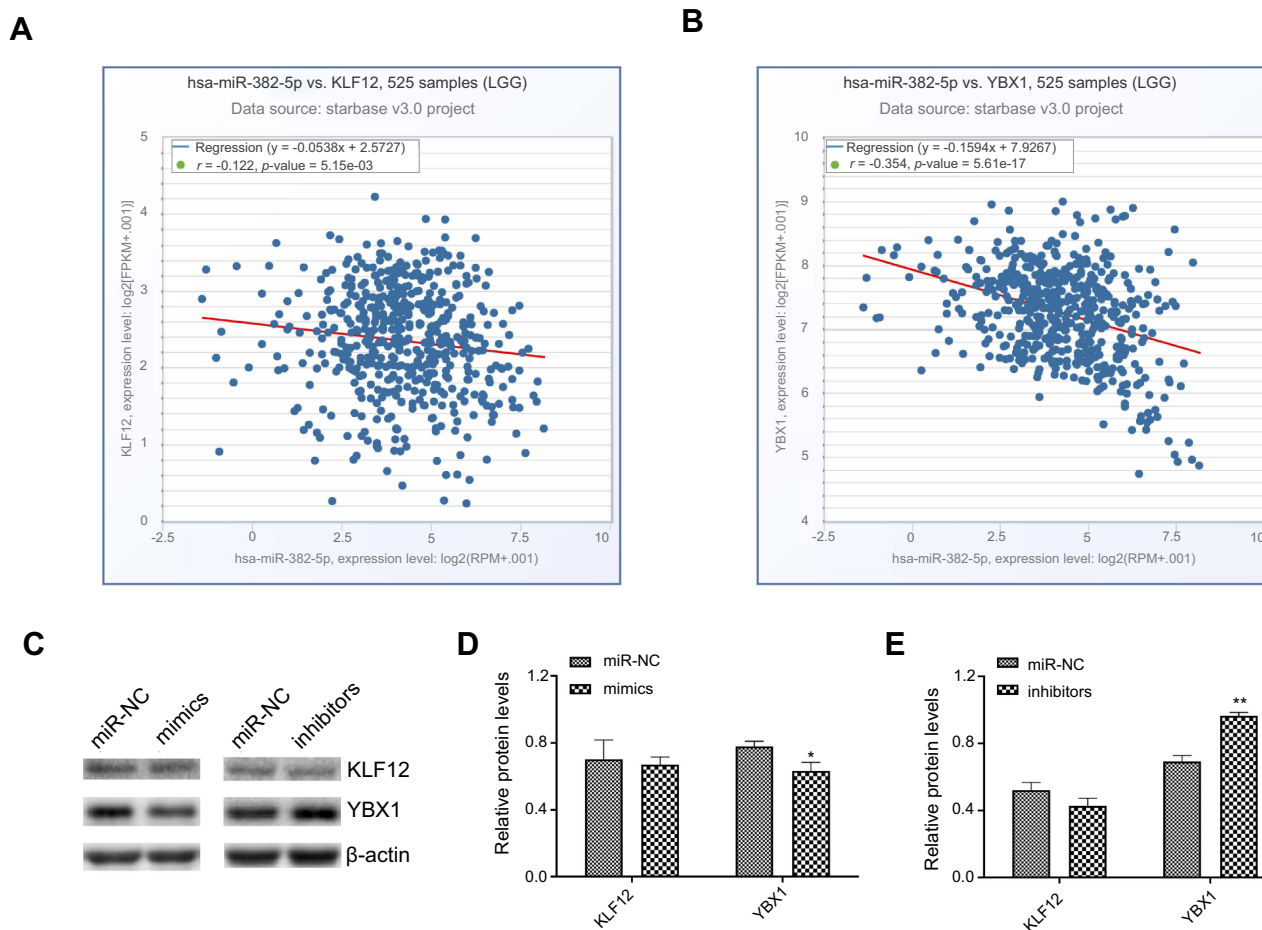 A
hsa-miR-382-5p vs. KLF12, 525 samples (LGG)
Data source: starbase v3.0 project
Regression (y = -0.0538x + 2.5727)
r = -0.122, p-value = 5.15e-03
KLF12, expression level: log2[FPKM+.001)]
5
4
3
2
1
0
-2.5
0
2.5
5
7.5
10
hsa-miR-382-5p, expression level: log2(RPM+.001)
B
hsa-miR-382-5p vs. YBX1, 525 samples (LGG)
Data source: starbase v3.0 project
Regression (y = -0.1594x + 7.9267)
r = -0.354, p-value = 5.61e-17
YBX1, expression level: log2[FPKM+.001)]
10
9
8
7
6
5
4
-2.5
0
2.5
5
7.5
10
hsa-miR-382-5p, expression level: log2(RPM+.001)
C
miR-NC
mimics
miR-NC
inhibitors
KLF12
YBX1
β-actin
D
miR-NC
mimics
Relative protein levels
1.2
0.8
0.4
0.0
*
KLF12
YBX1
E
miR-NC
inhibitors
Relative protein levels
1.2
0.8
0.4
0.0
**
KLF12
YBX1